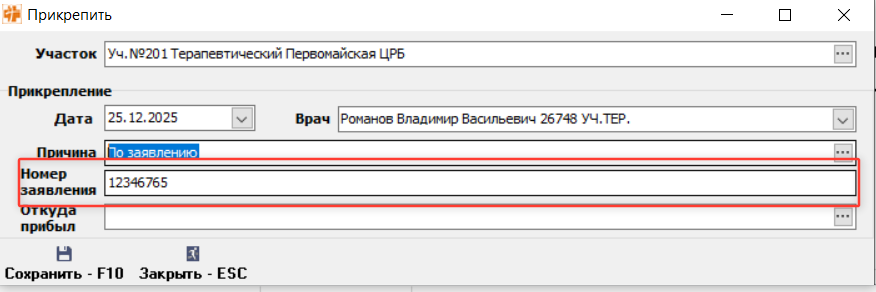 Прикрепить
Участок Уч.№201 Терапевтический Первомайская ЦРБ ...
Прикрепление
Дата 25.12.2025 Врач Романов Владимир Васильевич 26748 УЧ.ТЕР.
Причина По заявлению ...
Номер
заявления 12346765
Откуда
прибыл ...
Сохранить - F10 Закрыть - ESC